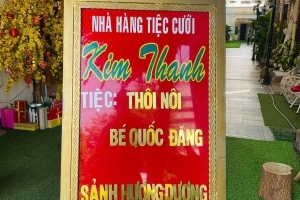 NHÀ HÀNG TIỆC CƯỚI
Kim Thanh
TIỆC: THÔI NÔI
BÉ QUỐC ĐĂNG
SẢNH HƯỚNG DƯƠNG